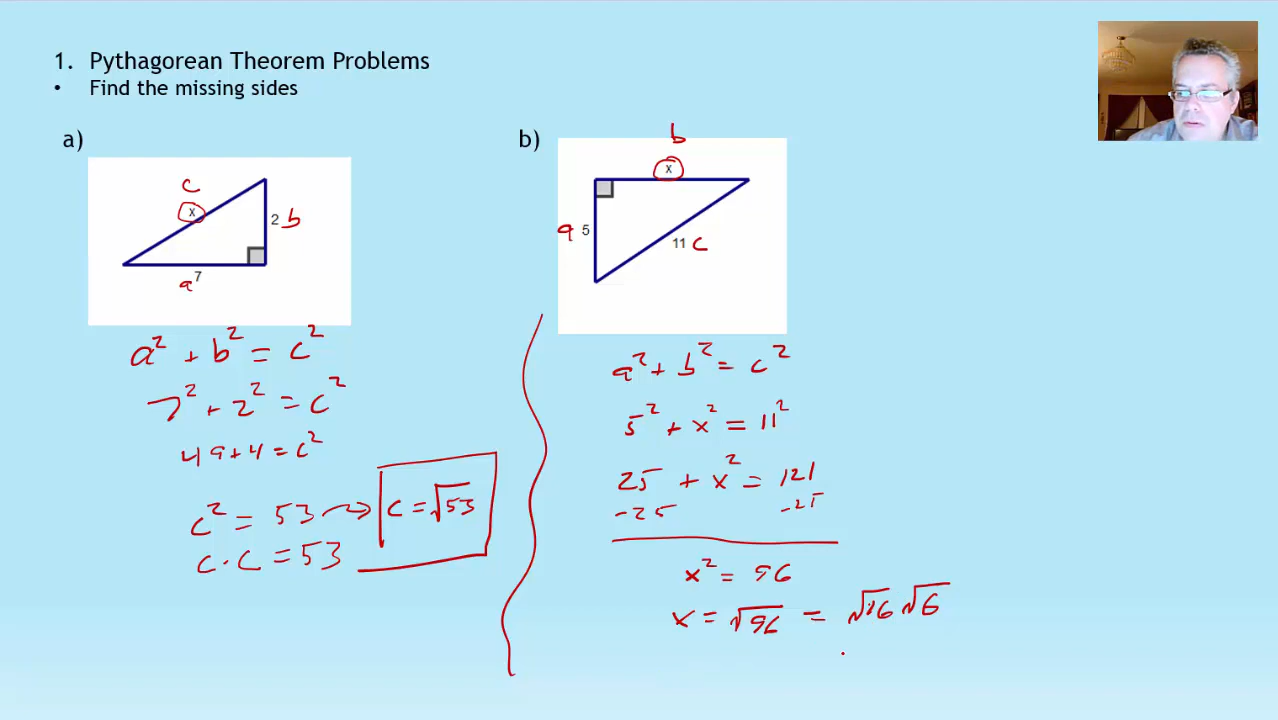 1. Pythagorean Theorem Problems
• Find the missing sides
a)
c
x
2 b
a 7
a² + b² = c²
7² + 2² = c²
49 + 4 = c²
c² = 53 → c = √53
c · c = 53
b)
b
x
a 5
11 c
a² + b² = c²
5² + x² = 11²
25 + x² = 121
-25 -25
x² = 96
x = √96 = √16 √6